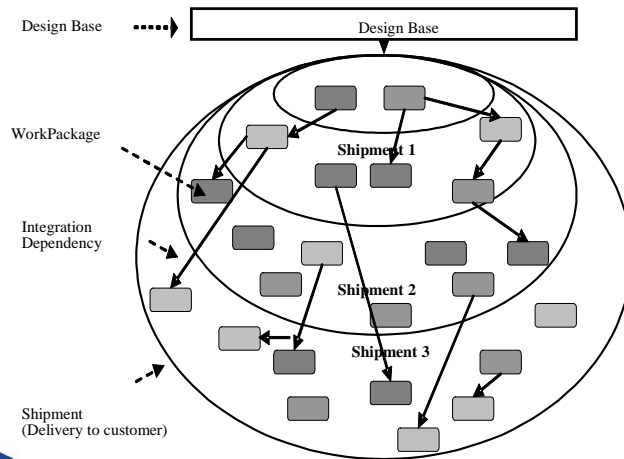 Design Base
Design Base
WorkPackage
Shipment 1
Integration
Dependency
Shipment 2
Shipment 3
Shipment
(Delivery to customer)